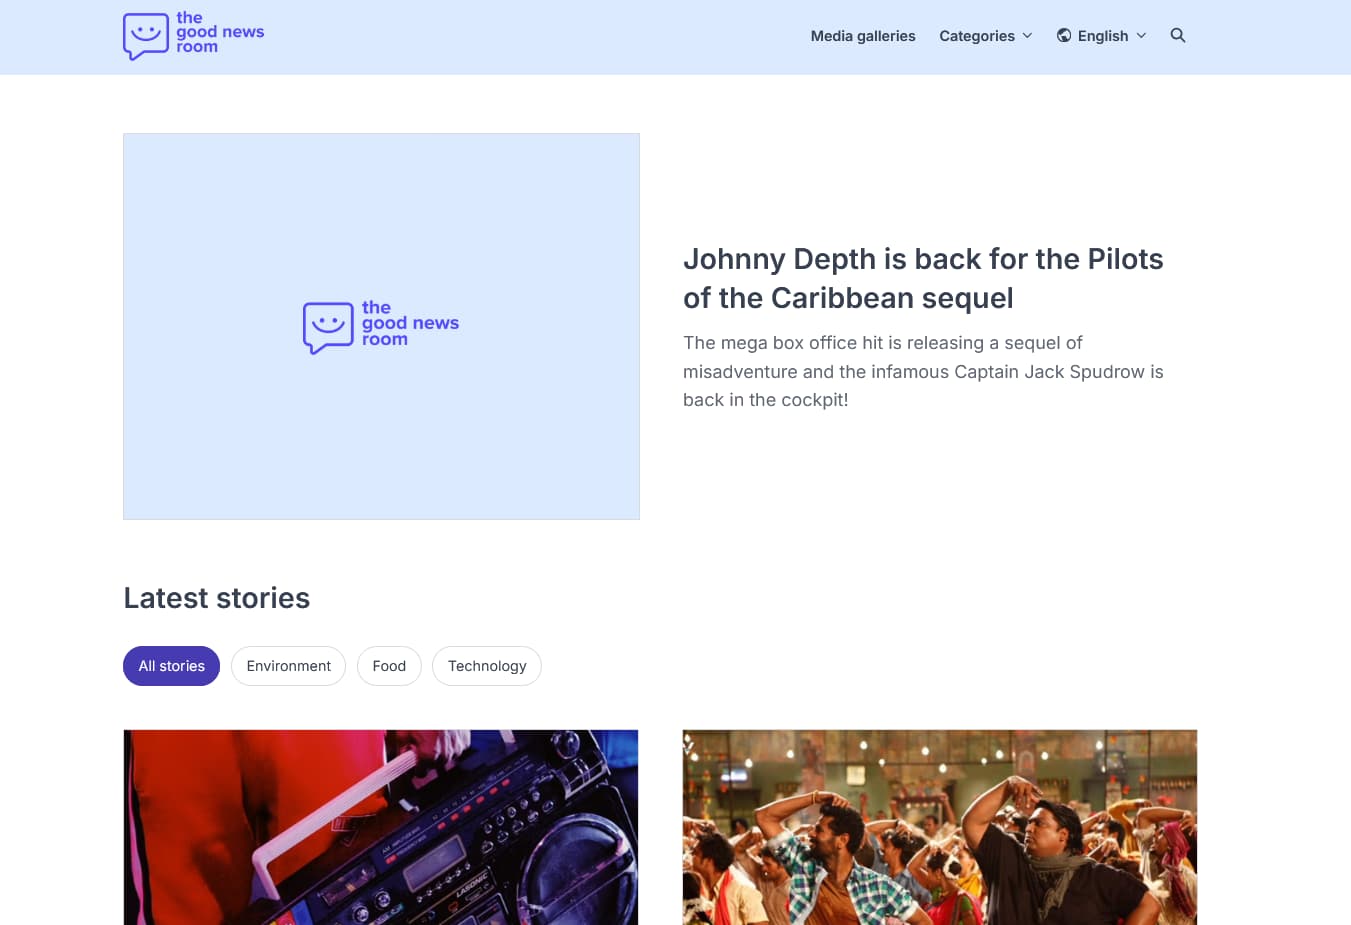 the
good news
room
Media galleries
Categories
English
the
good news
room
Johnny Depth is back for the Pilots
of the Caribbean sequel
The mega box office hit is releasing a sequel of
misadventure and the infamous Captain Jack Spudrow is
back in the cockpit!
Latest stories
All stories
Environment
Food
Technology
LASONIC